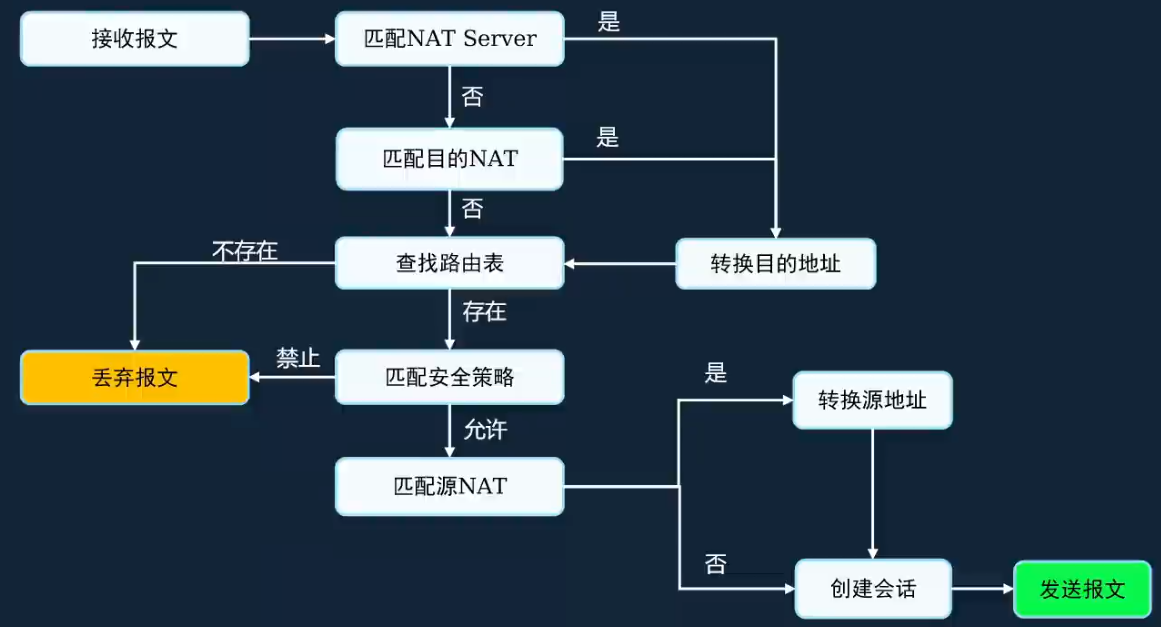 接收报文
匹配NAT Server
是
否
匹配目的NAT
是
否
不存在
查找路由表
转换目的地址
存在
丢弃报文
禁止
匹配安全策略
是
转换源地址
允许
匹配源NAT
否
创建会话
发送报文